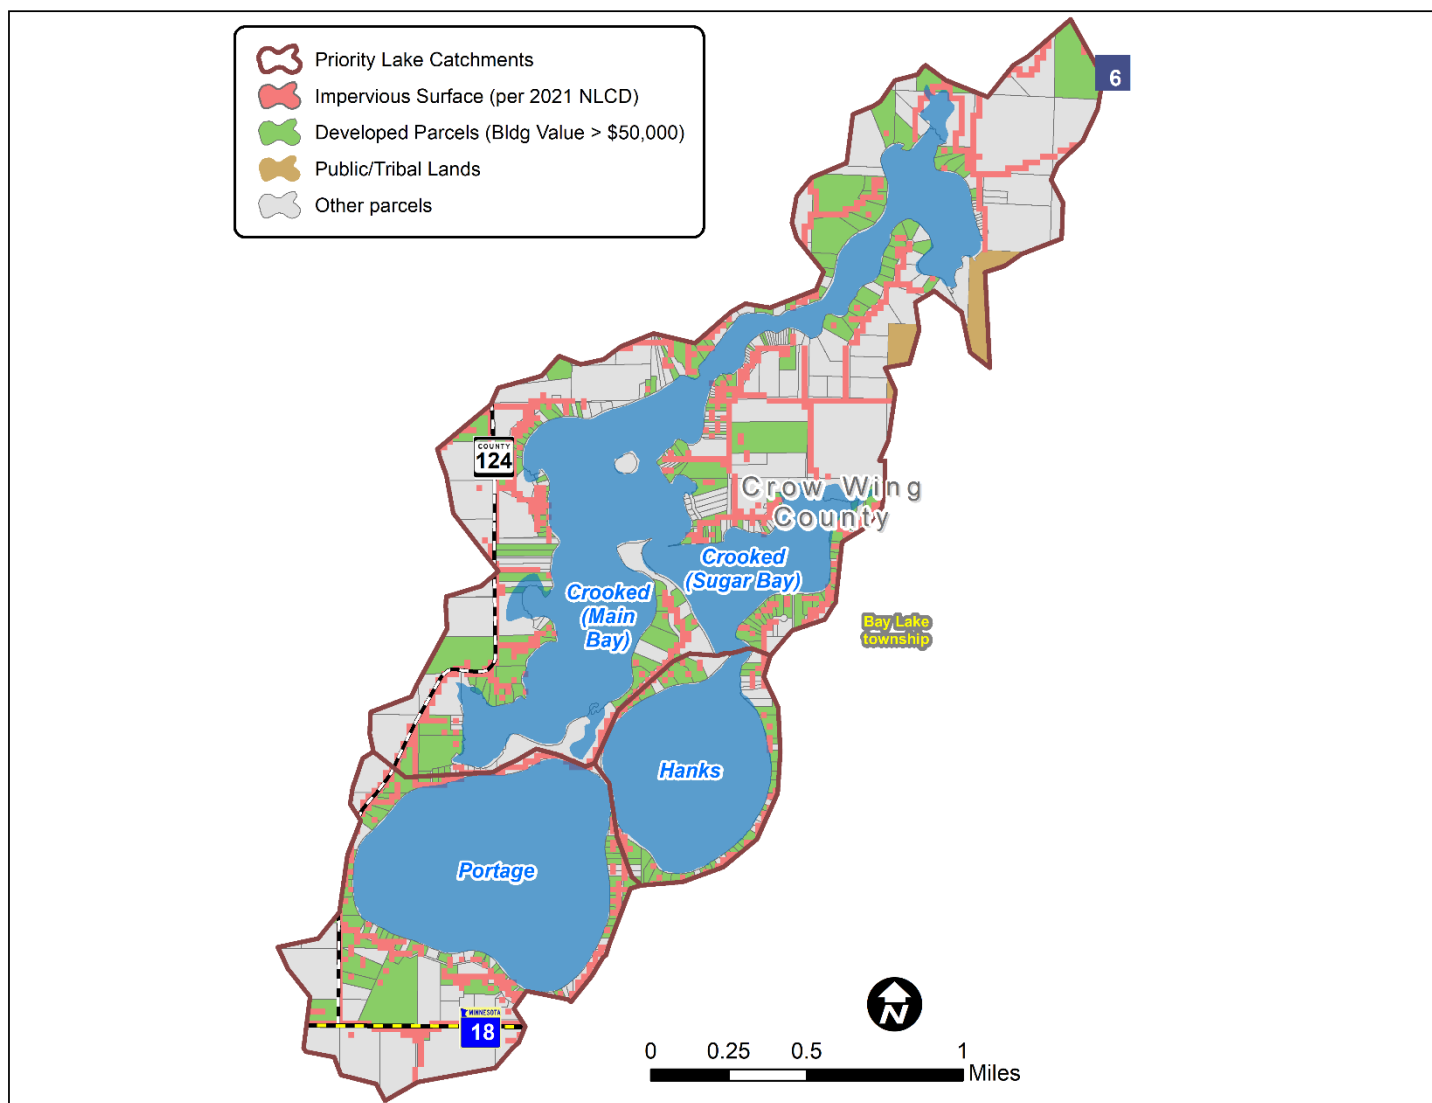 Priority Lake Catchments
Impervious Surface (per 2021 NLCD)
Developed Parcels (Bldg Value > $50,000)
Public/Tribal Lands
Other parcels
6
COUNTY
124
Crow Wing
County
Crooked
(Sugar Bay)
Crooked
(Main
Bay)
Bay Lake
township
Hanks
Portage
MINNESOTA
18
N
0 0.25 0.5 1
Miles